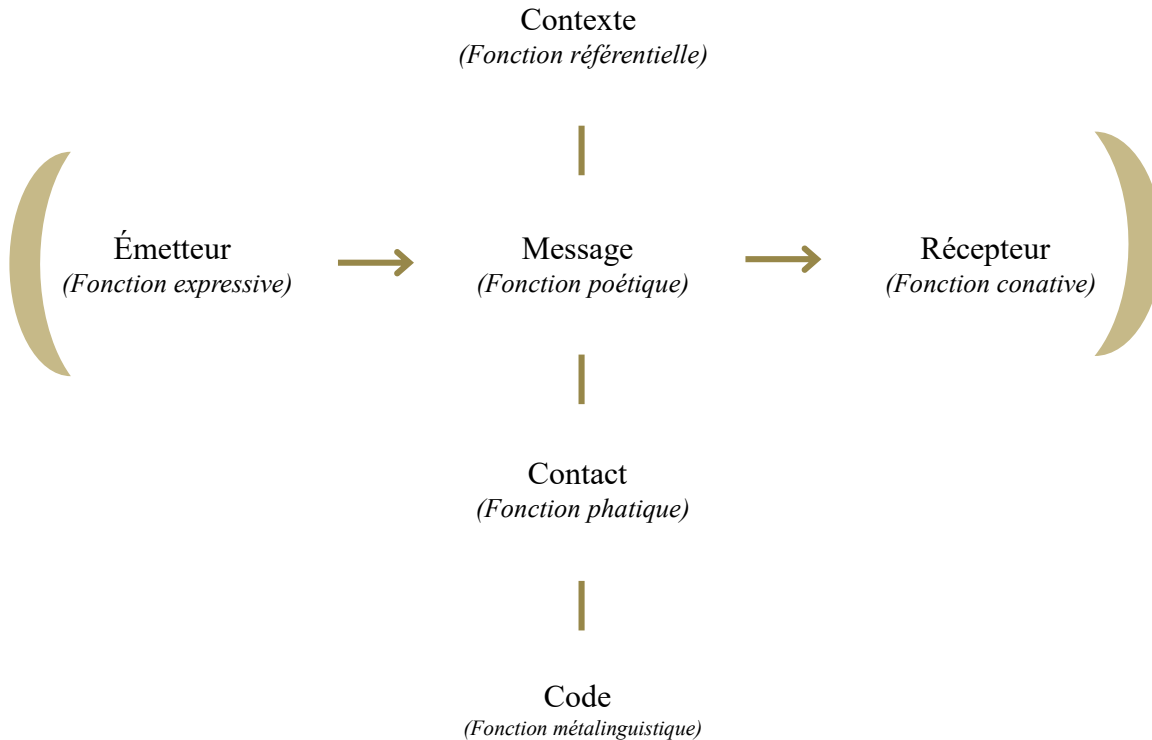 Contexte
(Fonction référentielle)
Émetteur
(Fonction expressive)
Message
(Fonction poétique)
Récepteur
(Fonction conative)
Contact
(Fonction phatique)
Code
(Fonction métalinguistique)